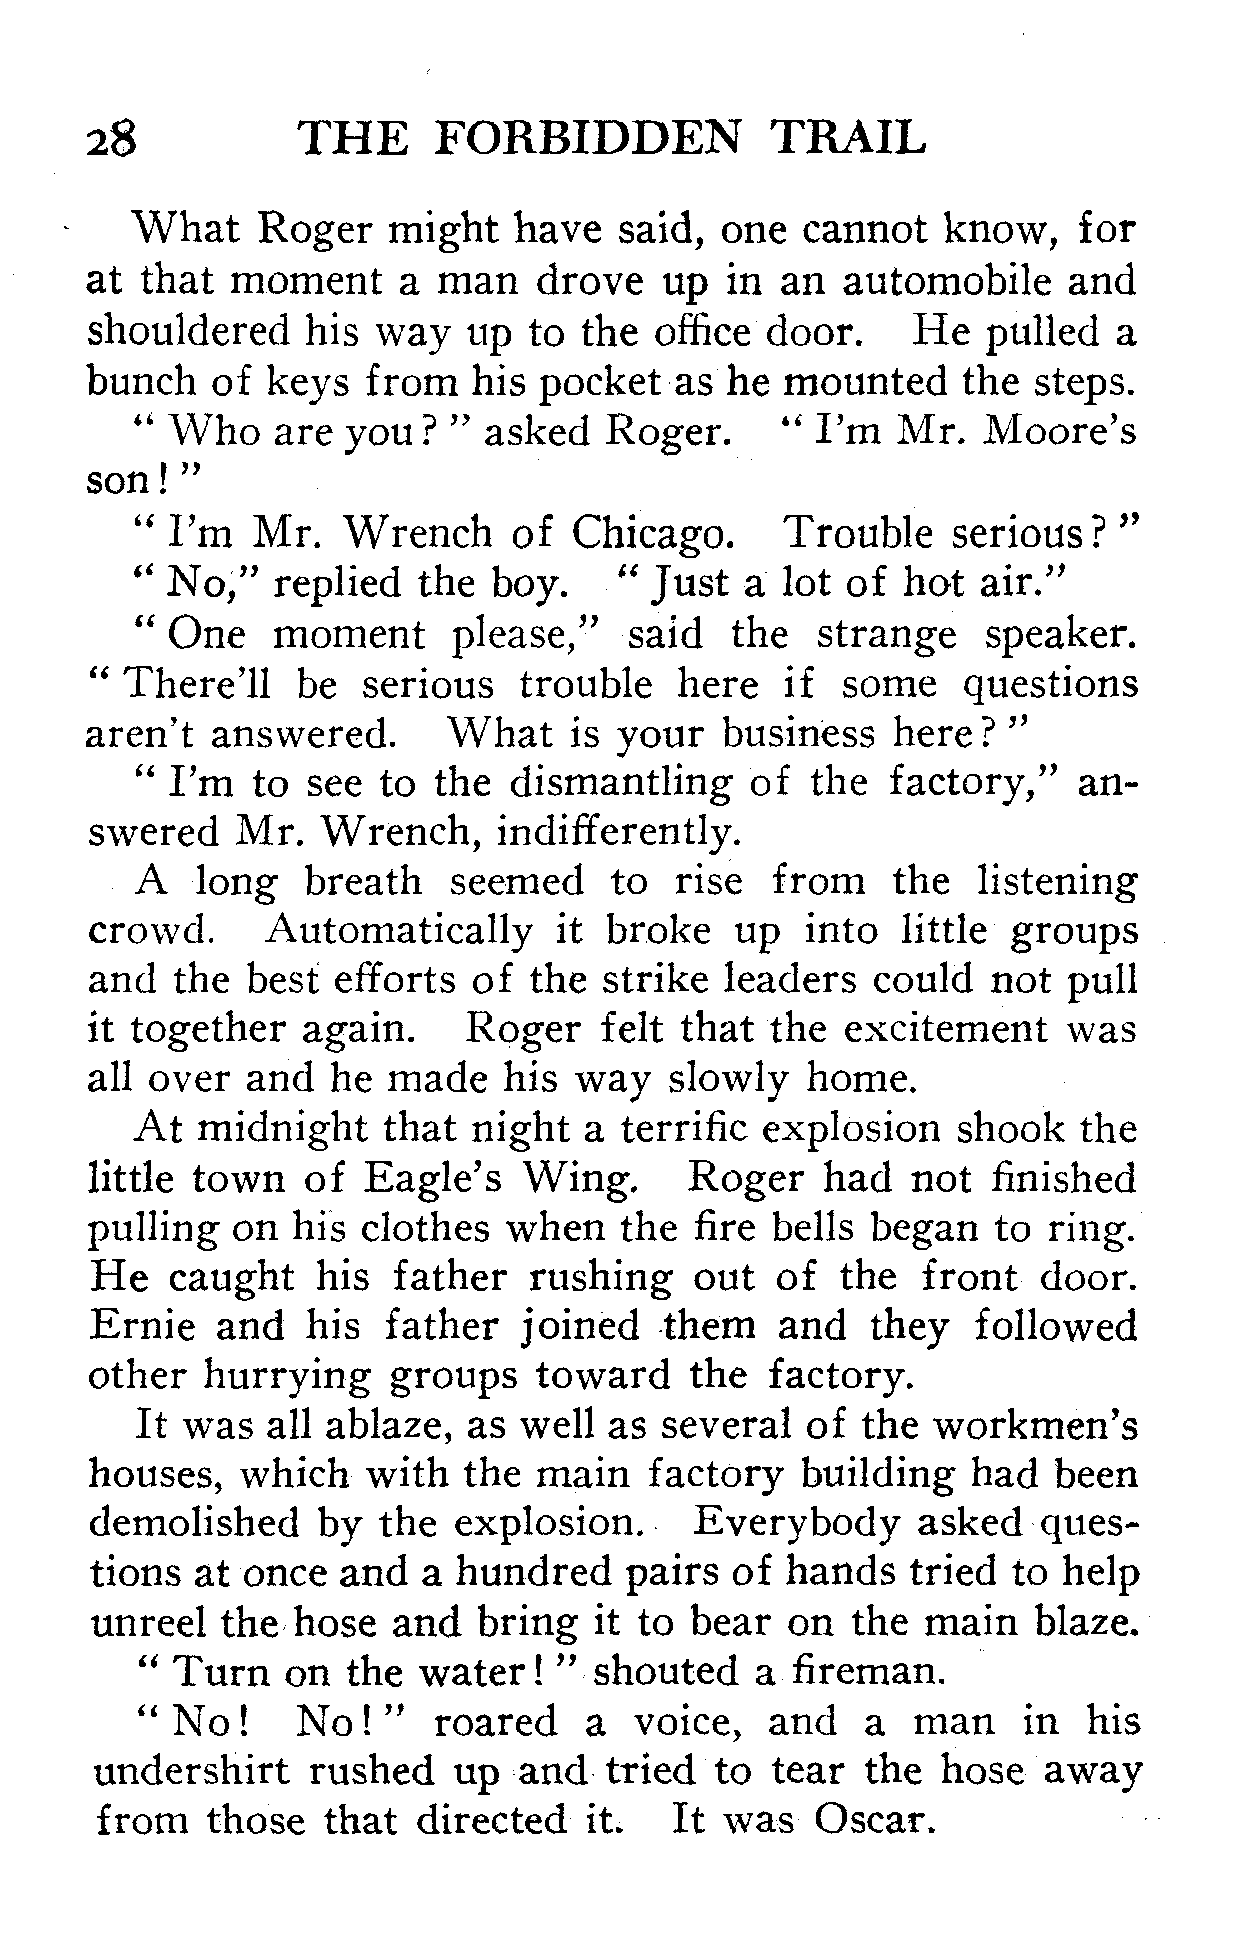 28 THE FORBIDDEN TRAIL
What Roger might have said, one cannot know, for
at that moment a man drove up in an automobile and
shouldered his way up to the office door. He pulled a
bunch of keys from his pocket as he mounted the steps.
“ Who are you? ” asked Roger. “ I'm Mr. Moore's
son! ”
“ I'm Mr. Wrench of Chicago. Trouble serious? ”
“ No,” replied the boy. “ Just a lot of hot air.”
“ One moment please,” said the strange speaker.
“ There'll be serious trouble here if some questions
aren't answered. What is your business here? ”
“ I'm to see to the dismantling of the factory,” an-
swered Mr. Wrench, indifferently.
A long breath seemed to rise from the listening
crowd. Automatically it broke up into little groups
and the best efforts of the strike leaders could not pull
it together again. Roger felt that the excitement was
all over and he made his way slowly home.
At midnight that night a terrific explosion shook the
little town of Eagle's Wing. Roger had not finished
pulling on his clothes when the fire bells began to ring.
He caught his father rushing out of the front door.
Ernie and his father joined them and they followed
other hurrying groups toward the factory.
It was all ablaze, as well as several of the workmen's
houses, which with the main factory building had been
demolished by the explosion. Everybody asked ques-
tions at once and a hundred pairs of hands tried to help
unreel the hose and bring it to bear on the main blaze.
“ Turn on the water! ” shouted a fireman.
“ No! No! ” roared a voice, and a man in his
undershirt rushed up and tried to tear the hose away
from those that directed it. It was Oscar.